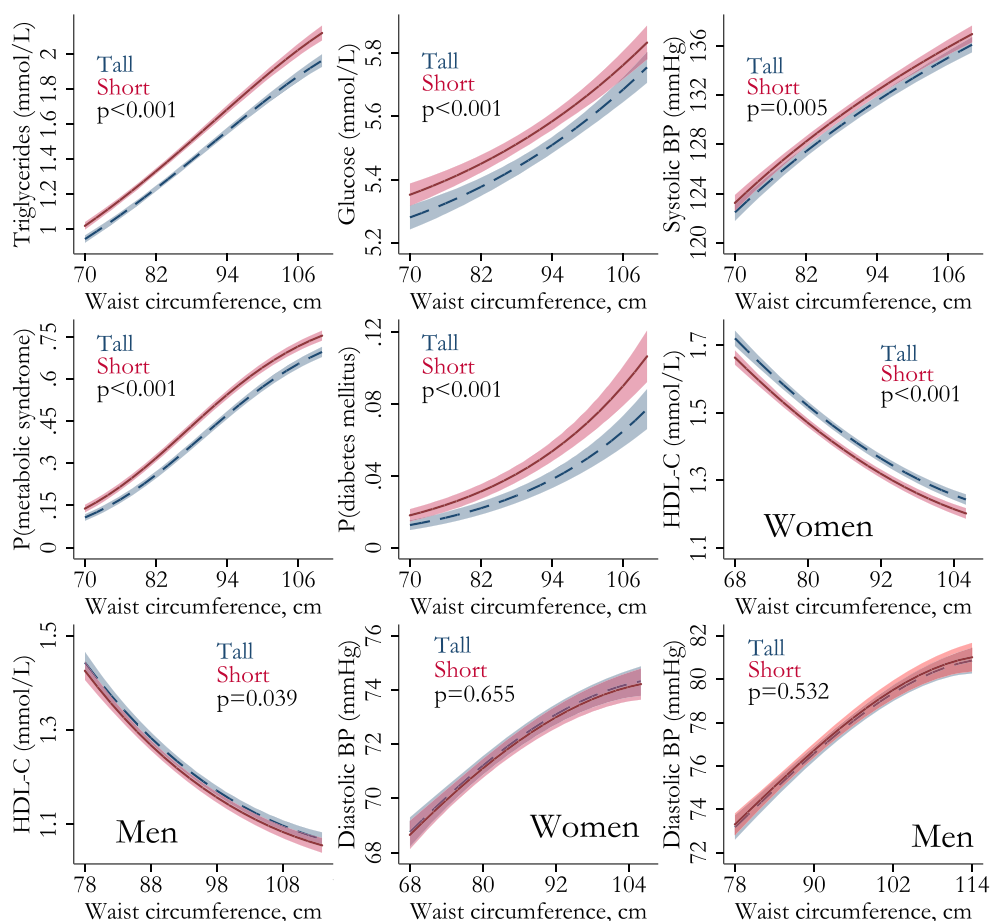 Triglycerides (mmol/L)
1 1.2 1.4 1.6 1.8 2
Tall
Short
p<0.001
70 82 94 106
Waist circumference, cm
Glucose (mmol/L)
5.2 5.4 5.6 5.8
Tall
Short
p<0.001
70 82 94 106
Waist circumference, cm
Systolic BP (mmHg)
120 124 128 132 136
Tall
Short
p=0.005
70 82 94 106
Waist circumference, cm
P(metabolic syndrome)
0 .15 .3 .45 .6 .75
Tall
Short
p<0.001
70 82 94 106
Waist circumference, cm
P(diabetes mellitus)
0 .04 .08 .12
Tall
Short
p<0.001
70 82 94 106
Waist circumference, cm
HDL-C (mmol/L)
1.1 1.3 1.5 1.7
Tall
Short
p<0.001
Women
68 80 92 104
Waist circumference, cm
HDL-C (mmol/L)
1.1 1.3 1.5
Tall
Short
p=0.039
Men
78 88 98 108
Waist circumference, cm
Diastolic BP (mmHg)
68 70 72 74 76
Tall
Short
p=0.655
Women
68 80 92 104
Waist circumference, cm
Diastolic BP (mmHg)
72 74 76 78 80 82
Tall
Short
p=0.532
Men
78 90 102 114
Waist circumference, cm